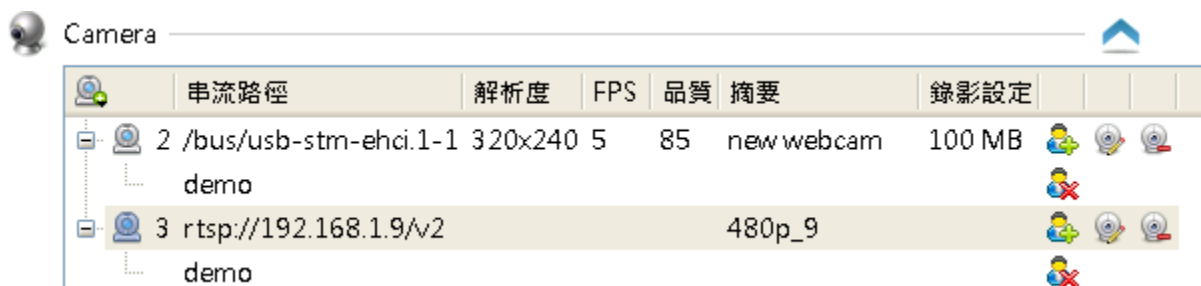 Camera
串流路徑 解析度 FPS 品質 摘要 錄影設定
2 /bus/usb-stm-ehci.1-1 320x240 5 85 new webcam 100 MB
demo
3 rtsp://192.168.1.9/v2 480p_9
demo